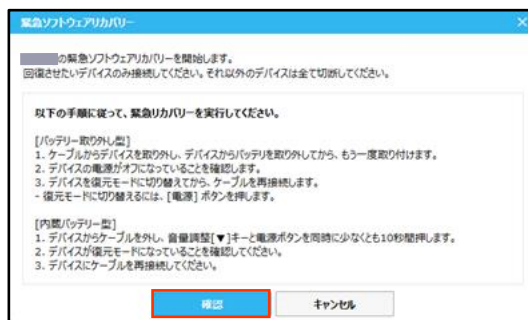 緊急ソフトウェアリカバリー
の緊急ソフトウェアリカバリーを開始します。
回復させたいデバイスのみ接続してください。それ以外のデバイスは全て切断してください。
以下の手順に従って、緊急リカバリーを実行してください。
[バッテリー取り外し型]
1. ケーブルからデバイスを取り外し、デバイスからバッテリを取り外してから、もう一度取り付けます。
2. デバイスの電源がオフになっていることを確認します。
3. デバイスを復元モードに切り替えてから、ケーブルを再接続します。
- 復元モードに切り替えるには、[電源] ボタンを押します。
[内蔵バッテリー型]
1. デバイスからケーブルを外し、音量調整[▼]キーと電源ボタンを同時に少なくとも10秒間押します。
2. デバイスが復元モードになっていることを確認してください。
3. デバイスにケーブルを再接続してください。
確認
キャンセル